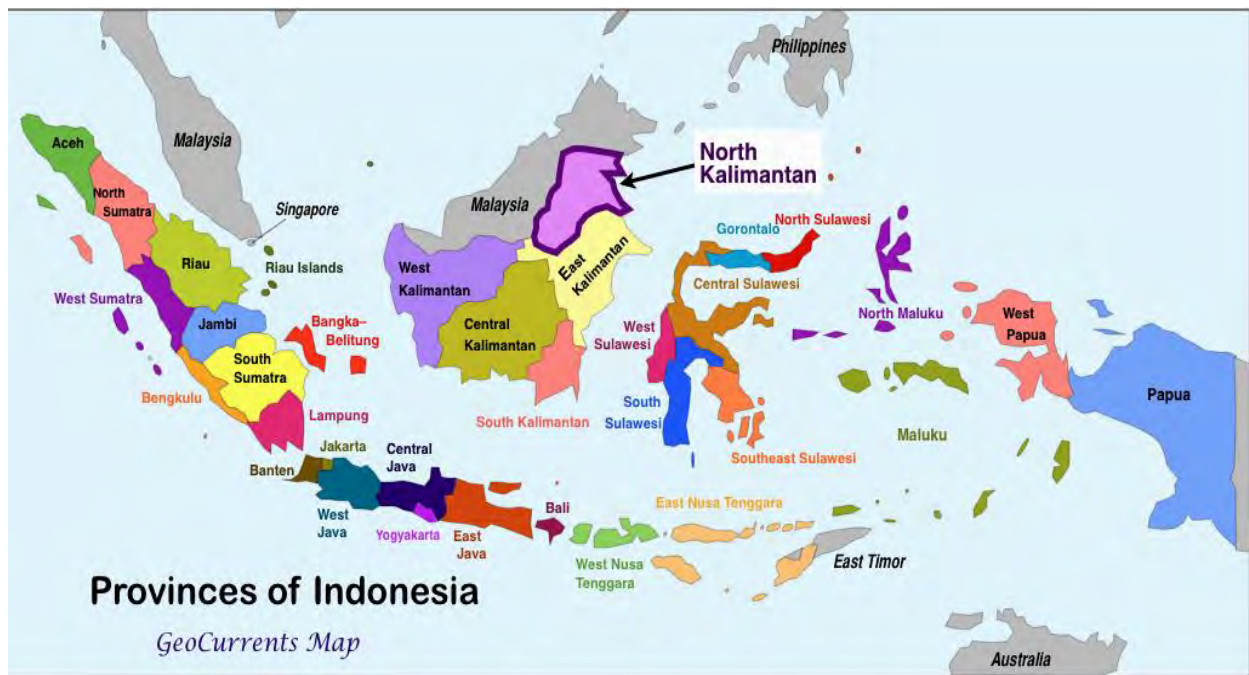 Philippines
Aceh
Malaysia
North
Kalimantan
North
Sumatra
Singapore
Malaysia
North Sulawesi
Gorontalo
Riau
Riau Islands
West
Kalimantan
East
Kalimantan
Central Sulawesi
West Sumatra
Jambi
Bangka–
Belitung
Central
Kalimantan
West
Sulawesi
North Maluku
West
Papua
South
Sumatra
Bengkulu
Lampung
South Kalimantan
South
Sulawesi
Papua
Maluku
Jakarta
Central
Java
Banten
Southeast Sulawesi
West
Java
Yogyakarta
East
Java
Bali
East Nusa Tenggara
West Nusa
Tenggara
East Timor
Provinces of Indonesia
GeoCurrents Map
Australia